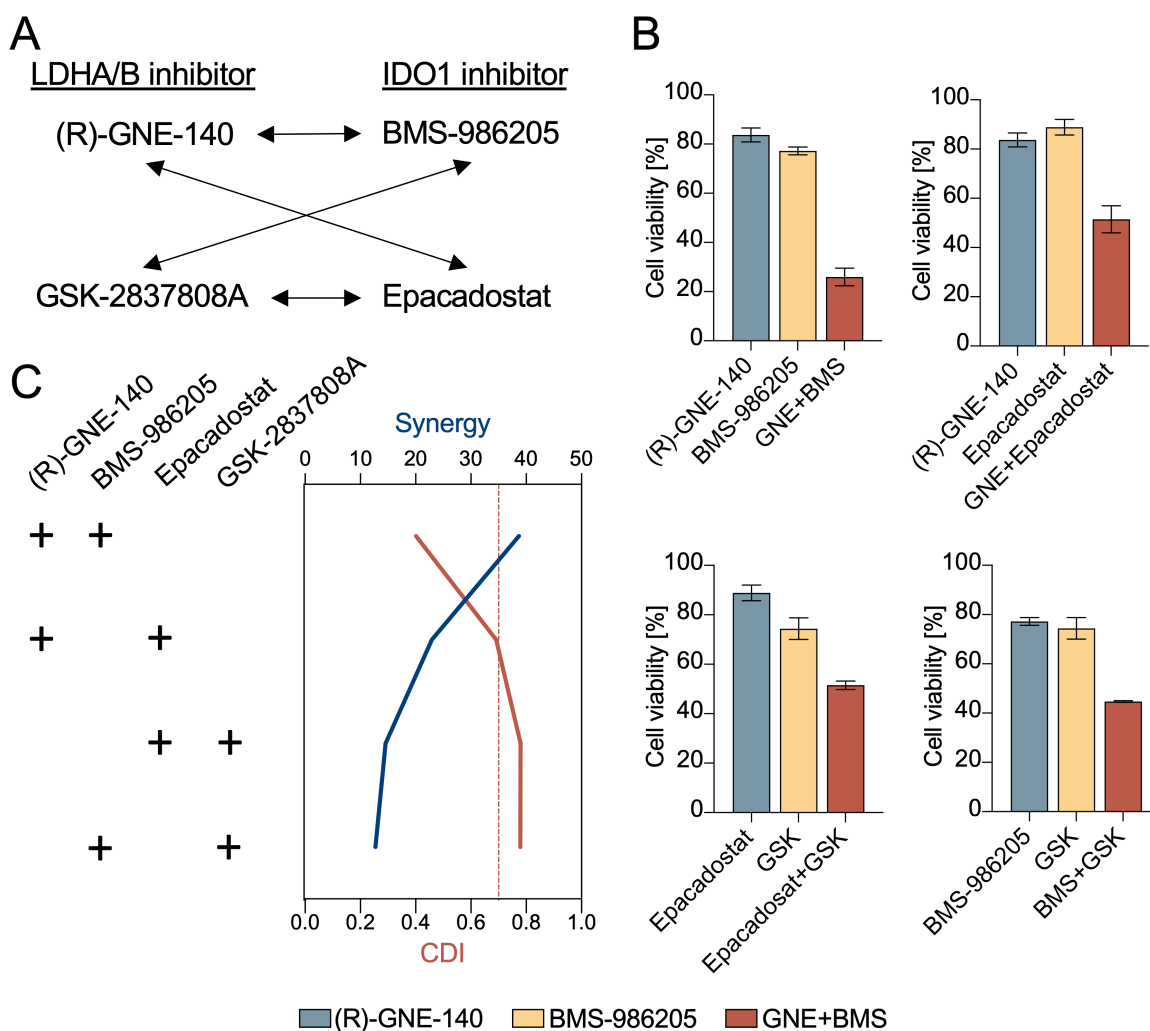 A
LDHA/B inhibitor
IDO1 inhibitor
(R)-GNE-140
BMS-986205
GSK-2837808A
Epacadostat
B
Cell viability [%]
100
80
60
40
20
0
(R)-GNE-140
BMS-986205
GNE+BMS
Cell viability [%]
100
80
60
40
20
0
(R)-GNE-140
Epacadostat
GNE+Epacadostat
Cell viability [%]
100
80
60
40
20
0
Epacadostat
GSK
Epacadosat+GSK
Cell viability [%]
100
80
60
40
20
0
BMS-986205
GSK
BMS+GSK
C
(R)-GNE-140
BMS-986205
Epacadostat
GSK-2837808A
Synergy
0 10 20 30 40 50
+ +
+ +
+ +
+ +
0.0 0.2 0.4 0.6 0.8 1.0
CDI
(R)-GNE-140 BMS-986205 GNE+BMS